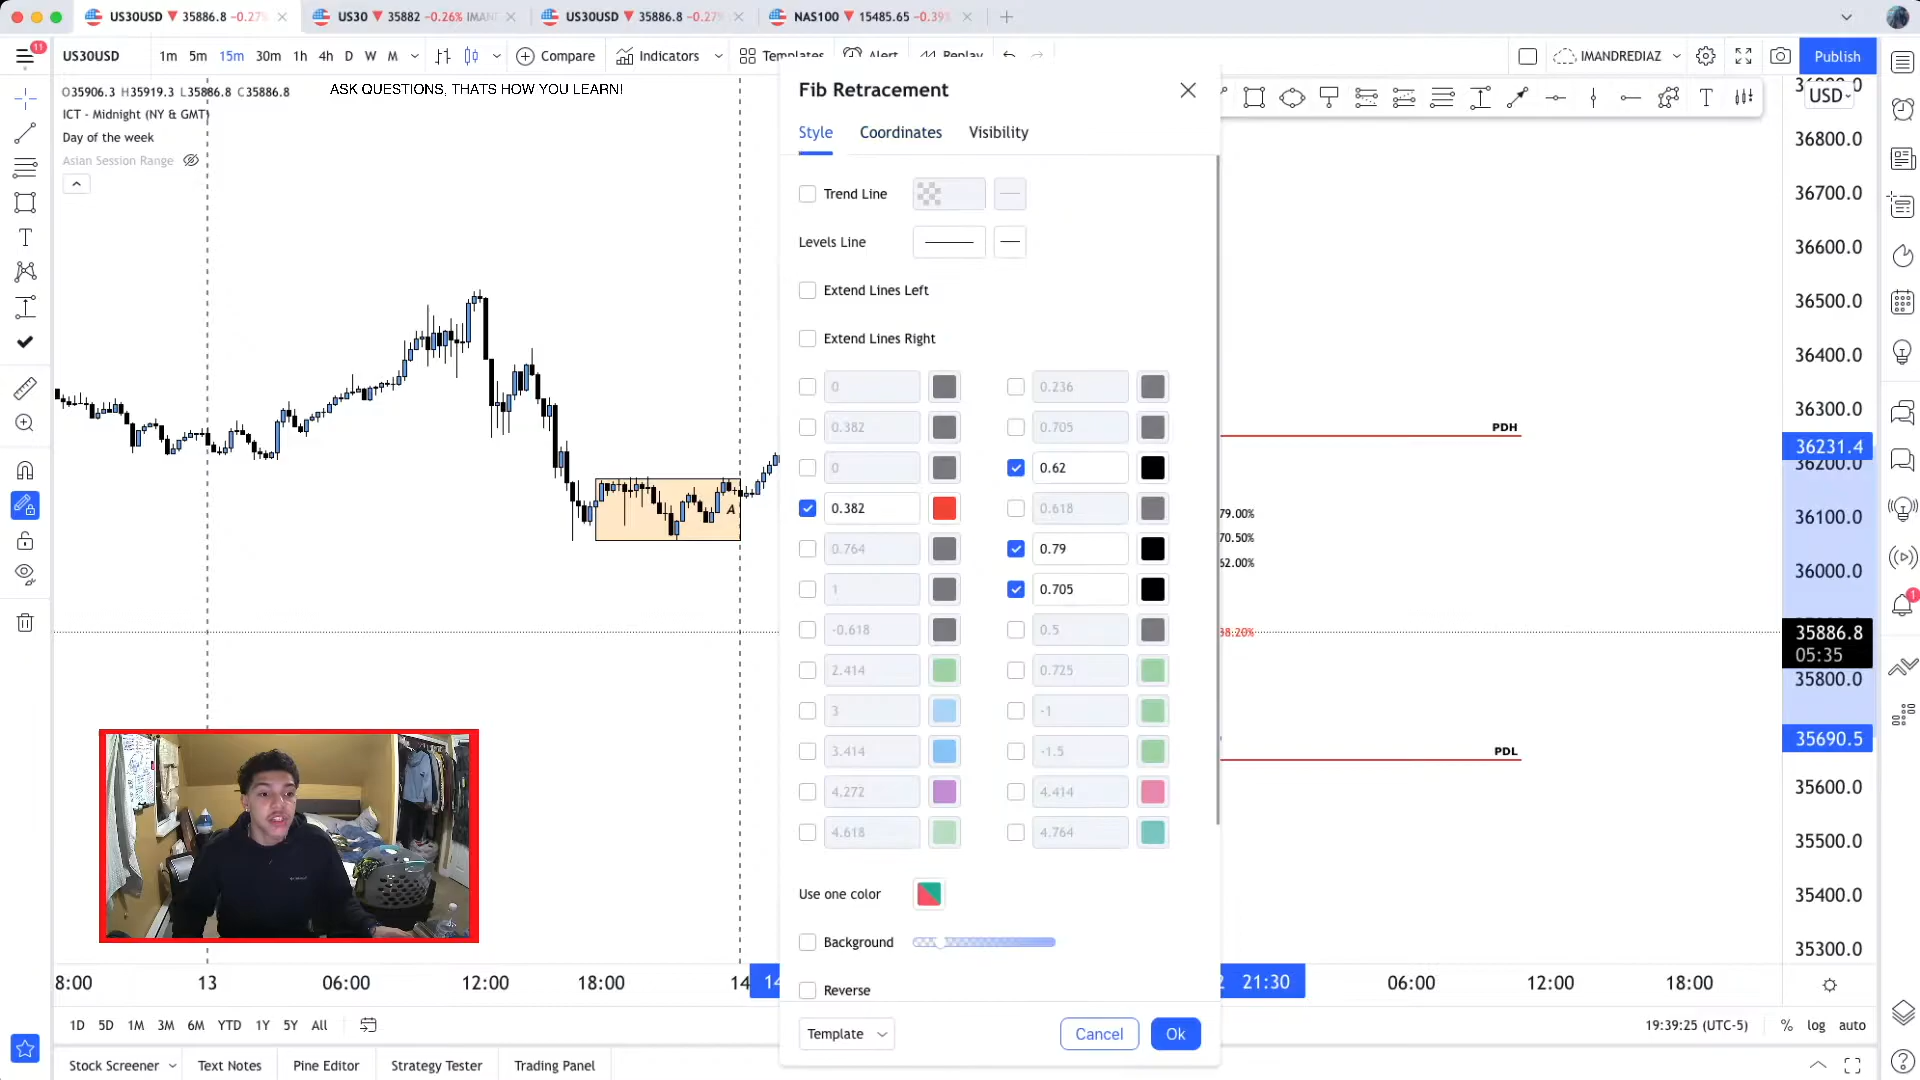 US30USD ▼ 35886.8 -0.27%
US30 ▼ 35882 -0.26% IMAND
US30USD ▼ 35886.8 -0.27%
NAS100 ▼ 15485.65 -0.39%
11
US30USD
1m 5m 15m 30m 1h 4h D W M
Compare
Indicators
Templates
Alert
Replay
IMANDREDIAZ
Publish
O35906.3 H35919.3 L35886.8 C35886.8
ASK QUESTIONS, THATS HOW YOU LEARN!
ICT - Midnight (NY & GMT)
Day of the week
Asian Session Range
Fib Retracement
Style Coordinates Visibility
Trend Line
Levels Line
Extend Lines Left
Extend Lines Right
0 0.236
0.382 0.705
0 0.62
0.382 0.618
0.764 0.79
1 0.705
-0.618 0.5
2.414 0.725
3 -1
3.414 -1.5
4.272 4.414
4.618 4.764
Use one color
Background
Reverse
Template
Cancel
Ok
A
PDH
79.00%
70.50%
62.00%
38.20%
PDL
USD
36800.0
36700.0
36600.0
36500.0
36400.0
36300.0
36231.4
36200.0
36100.0
36000.0
35886.8
05:35
35800.0
35690.5
35600.0
35500.0
35400.0
35300.0
1
8:00 13 06:00 12:00 18:00 14 14 21:30 06:00 12:00 18:00
1D 5D 1M 3M 6M YTD 1Y 5Y All
19:39:25 (UTC-5) % log auto
Stock Screener Text Notes Pine Editor Strategy Tester Trading Panel